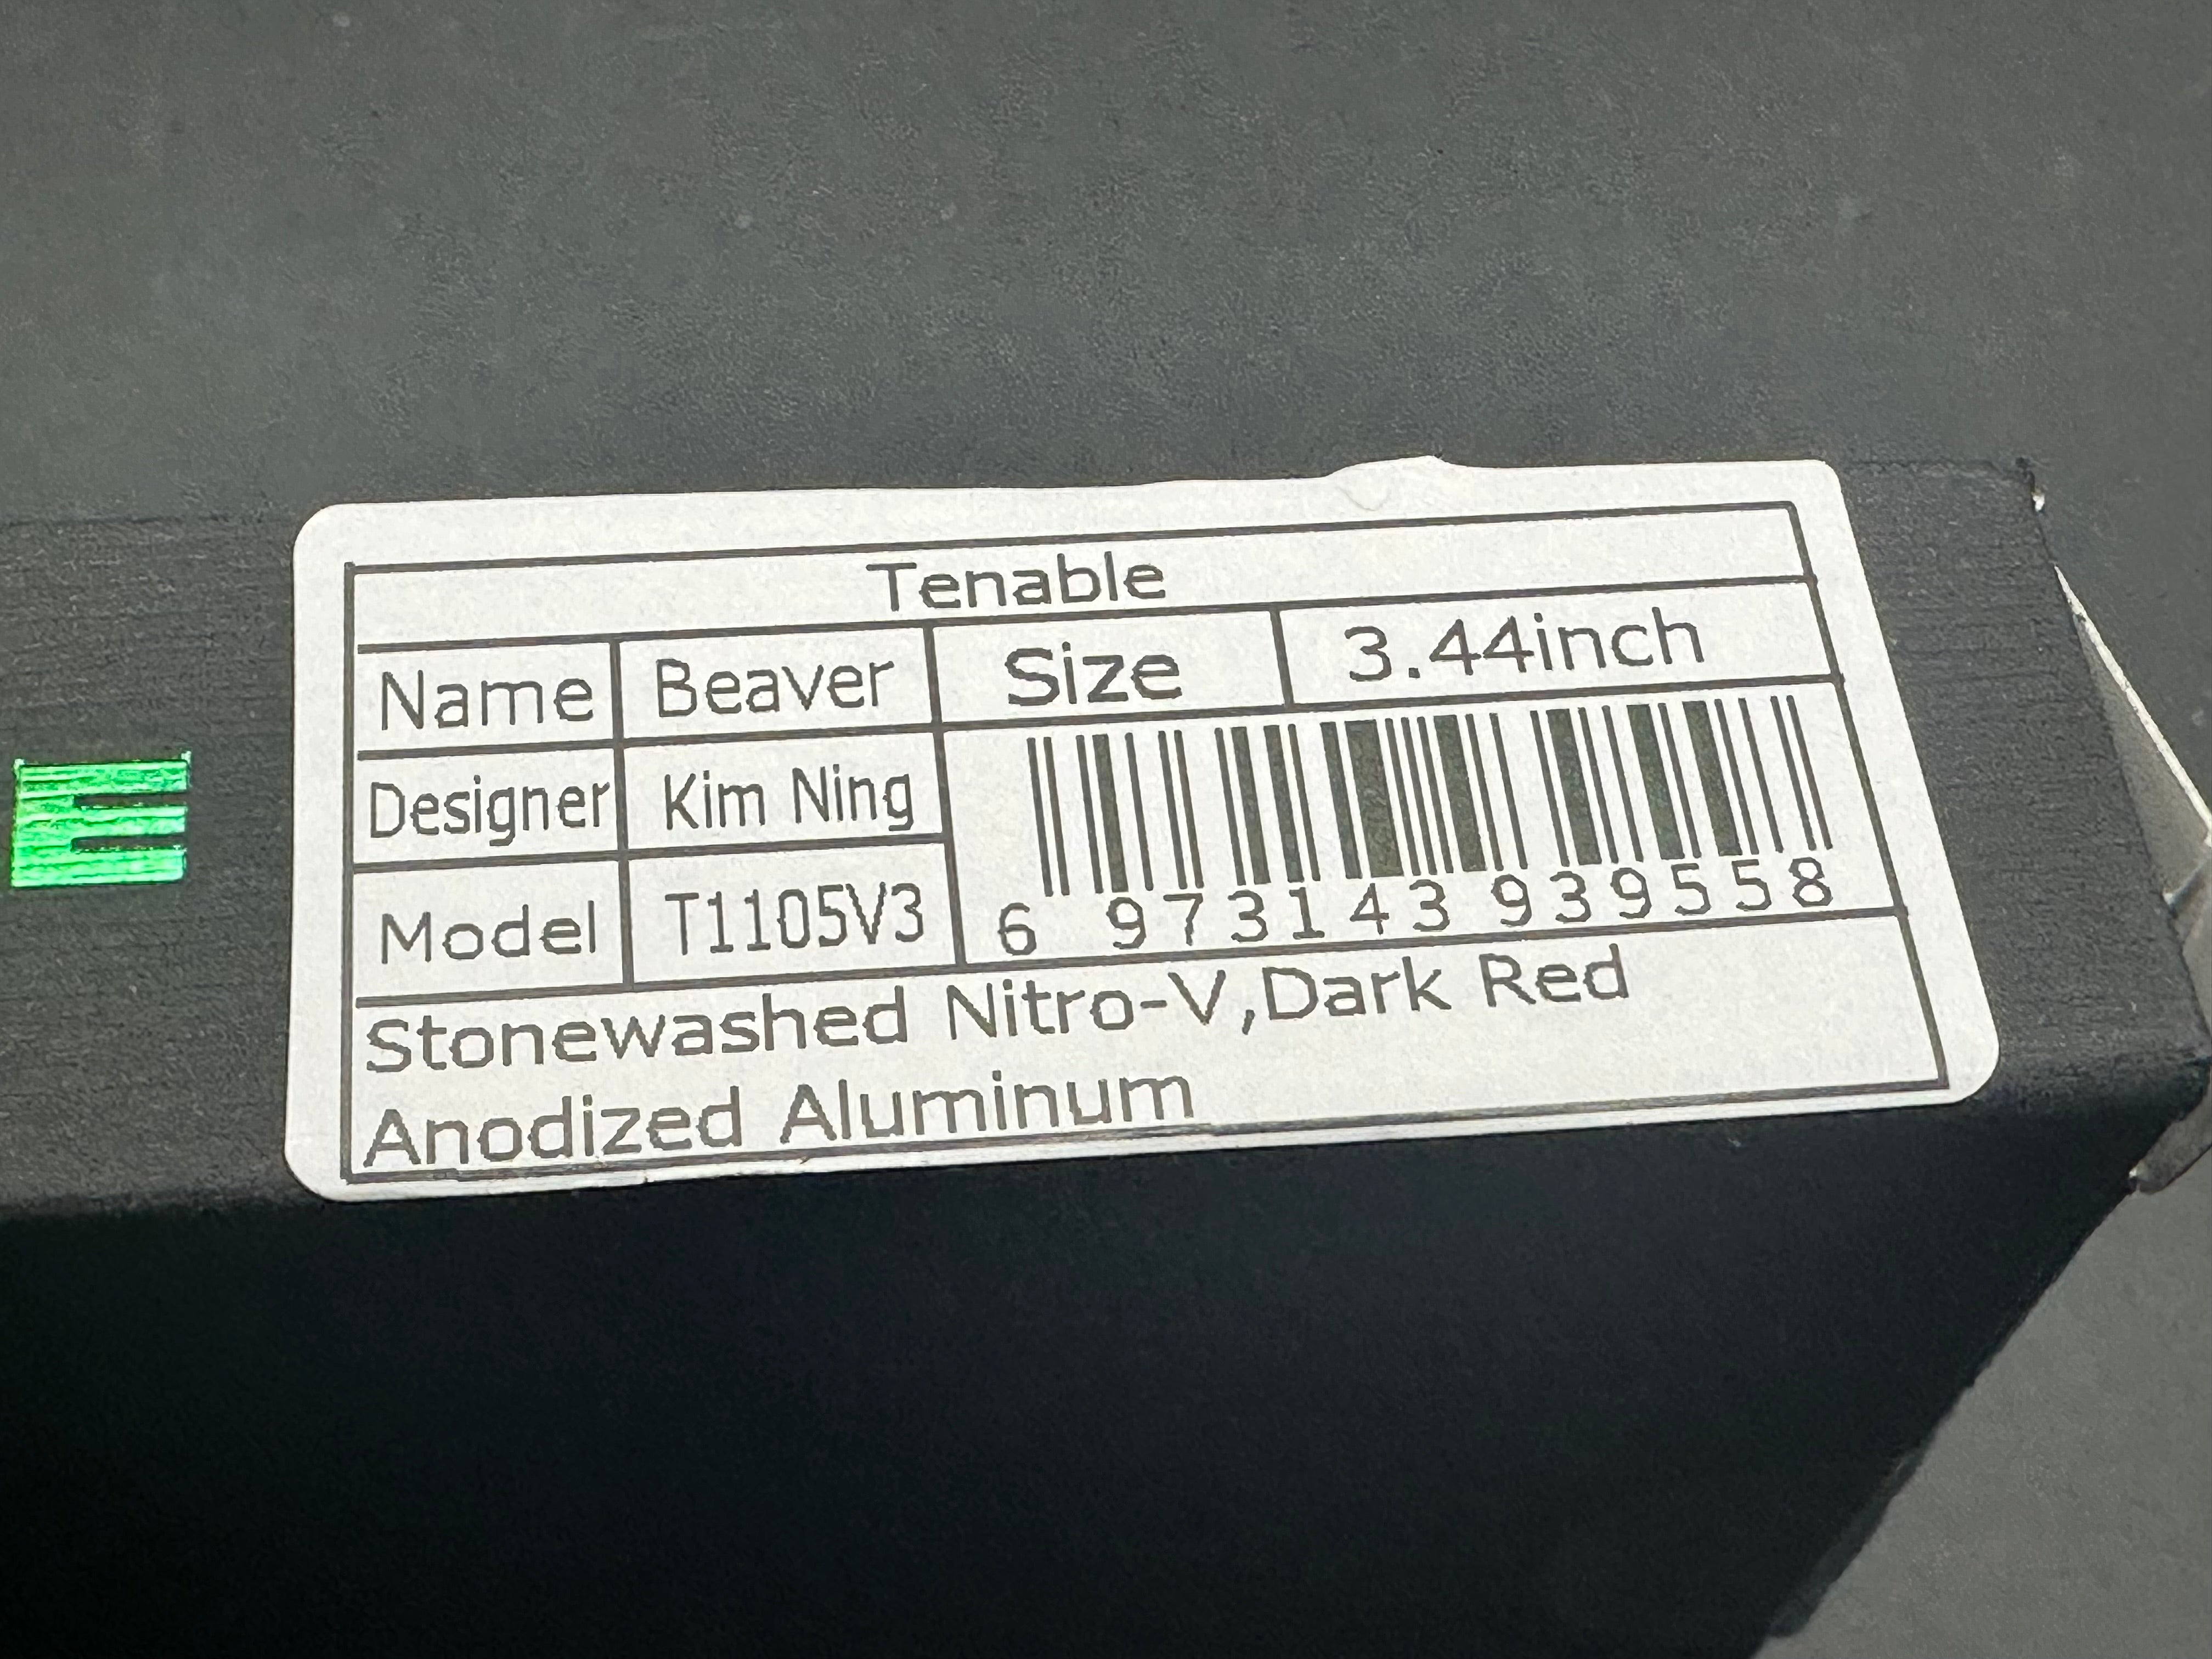 E
Tenable
Name Beaver Size 3.44inch
Designer Kim Ning
Model T1105V3
6 973143 939558
Stonewashed Nitro-V,Dark Red
Anodized Aluminum